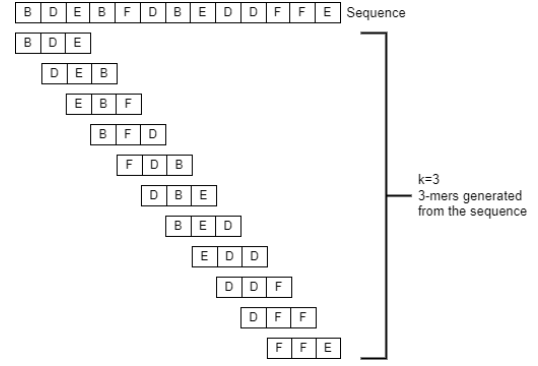 B D E B F D B E D D F F E Sequence
B D E
D E B
E B F
B F D
F D B
D B E
B E D
E D D
D D F
D F F
F F E
k=3
3-mers generated
from the sequence